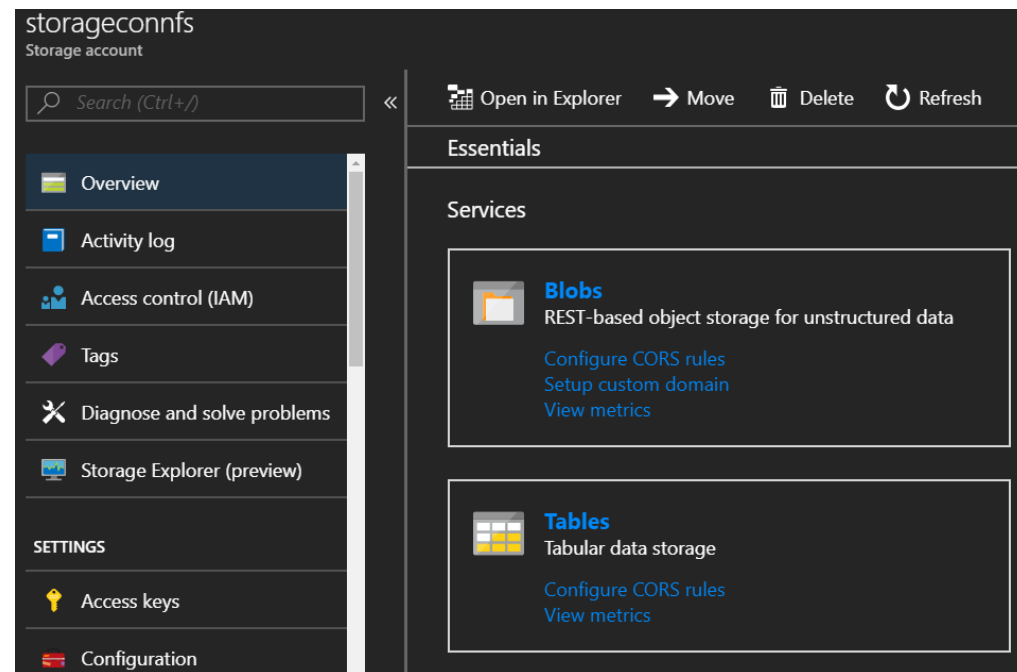 storageconnfs
Storage account
Search (Ctrl+/)
«
Overview
Activity log
Access control (IAM)
Tags
Diagnose and solve problems
Storage Explorer (preview)
SETTINGS
Access keys
Configuration
Open in Explorer
Move
Delete
Refresh
Essentials
Services
Blobs
REST-based object storage for unstructured data
Configure CORS rules
Setup custom domain
View metrics
Tables
Tabular data storage
Configure CORS rules
View metrics